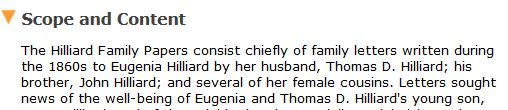 Scope and Content
The Hilliard Family Papers consist chiefly of family letters written during
the 1860s to Eugenia Hilliard by her husband, Thomas D. Hilliard; his
brother, John Hilliard; and several of her female cousins. Letters sought
news of the well-being of Eugenia and Thomas D. Hilliard's young son,